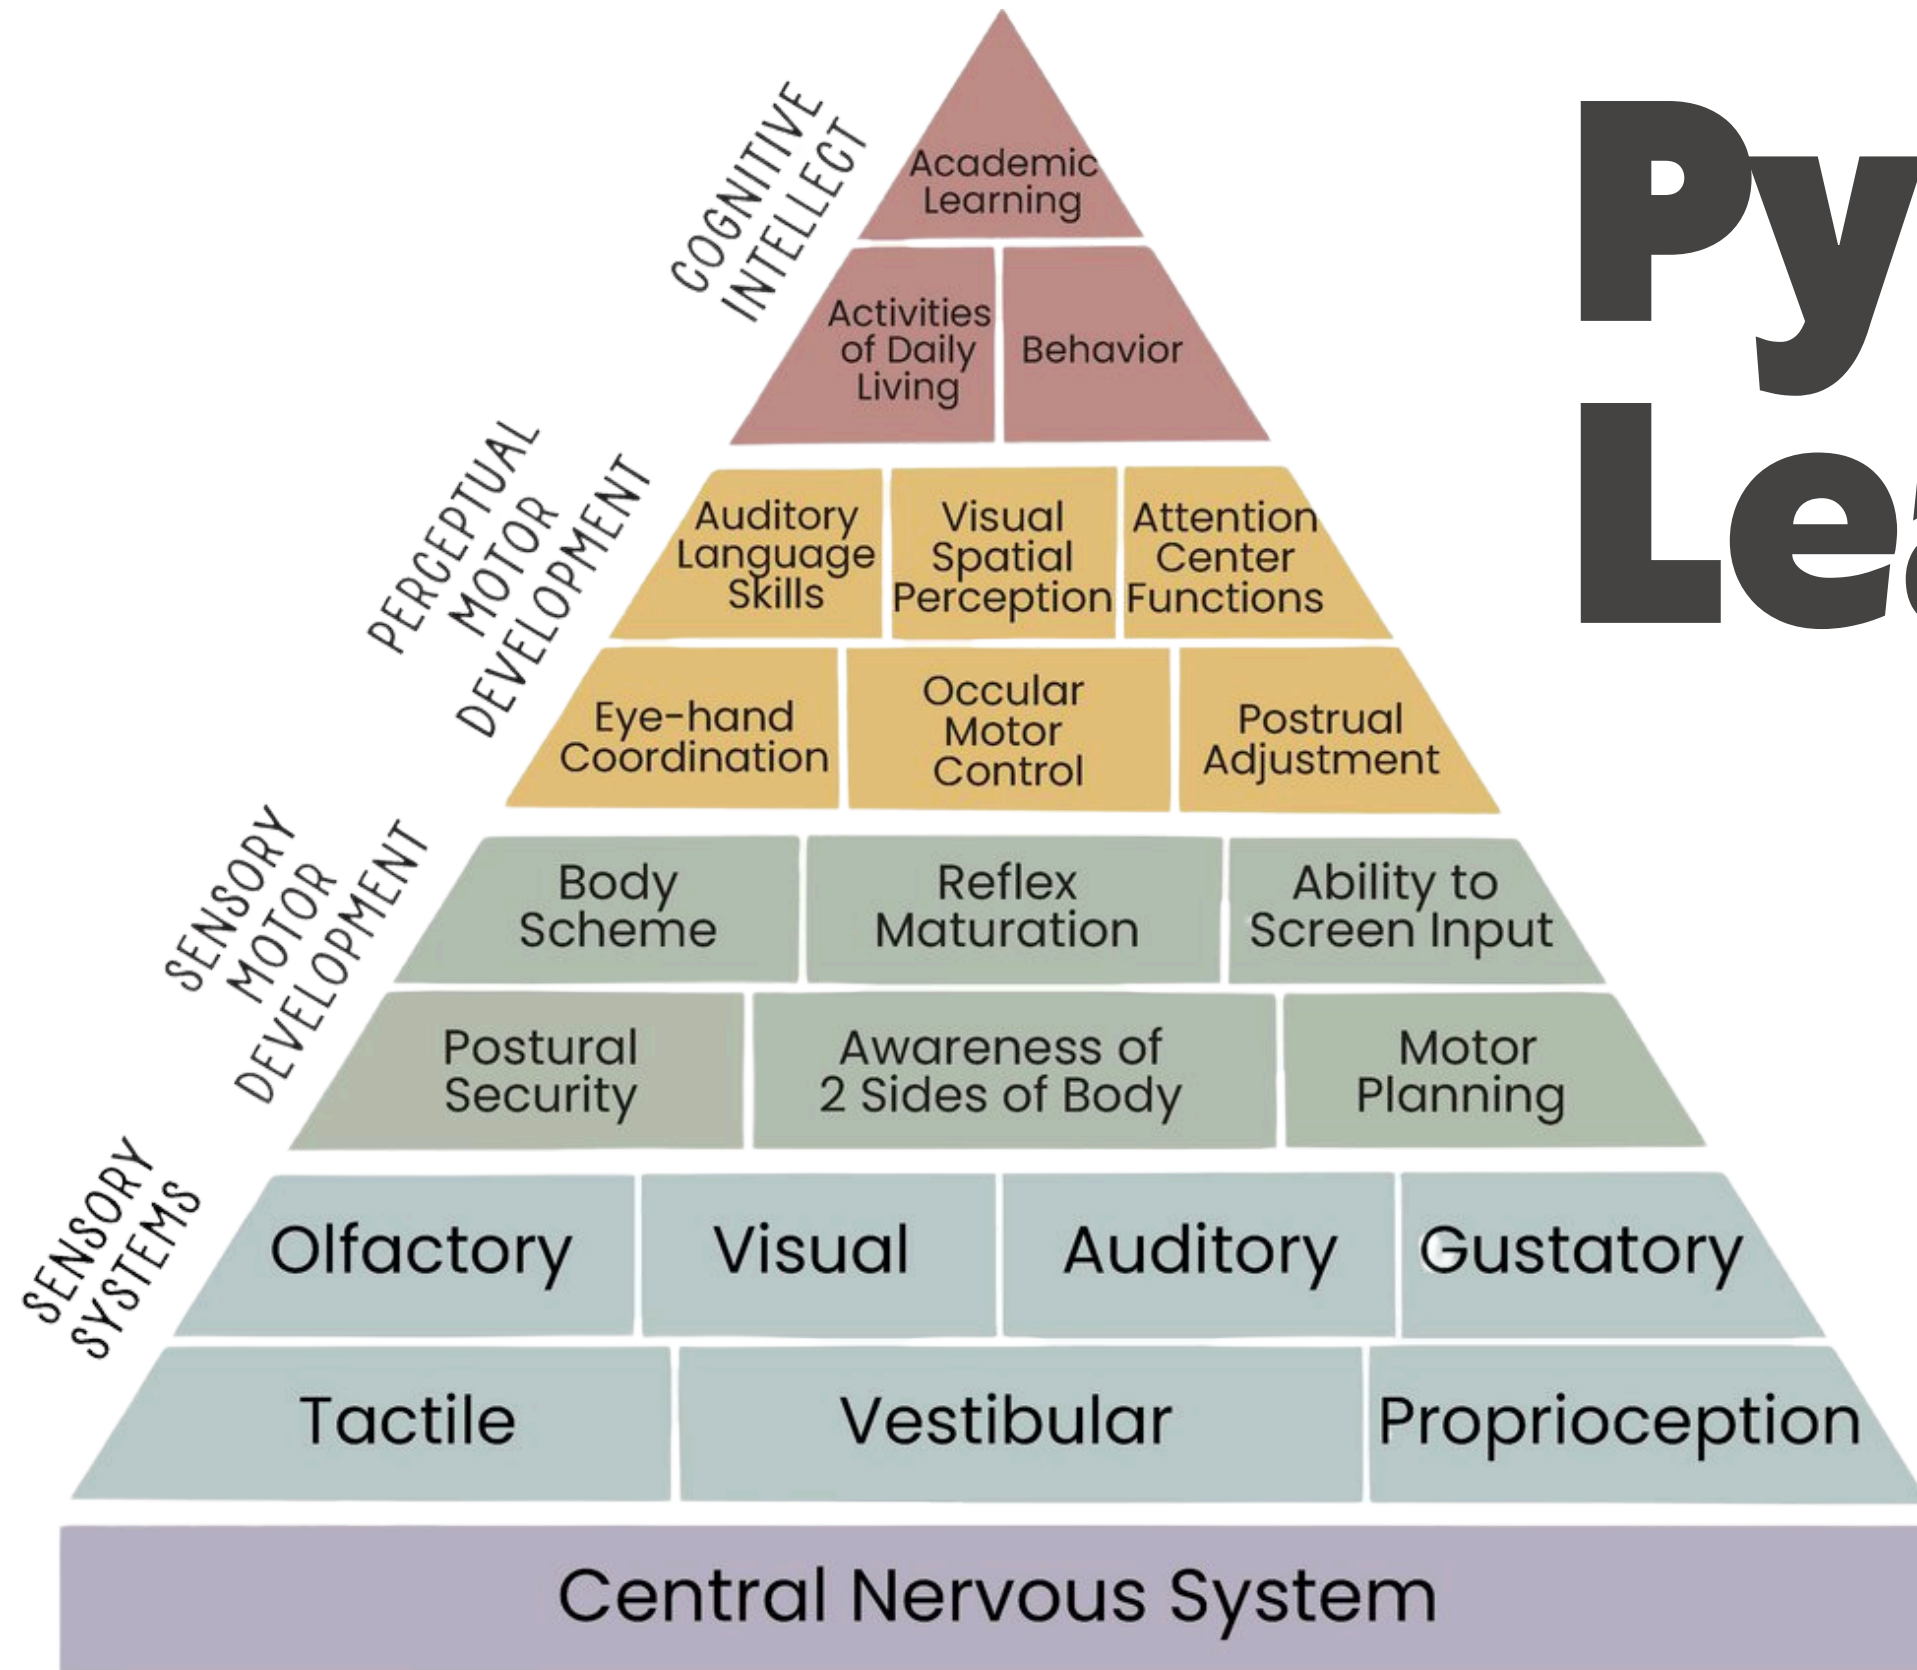 COGNITIVE
INTELLECT
Academic
Learning
Activities
of Daily
Living
Behavior
PERCEPTUAL
MOTOR
DEVELOPMENT
Auditory
Language
Skills
Visual
Spatial
Perception
Attention
Center
Functions
Eye-hand
Coordination
Occular
Motor
Control
Postrual
Adjustment
SENSORY
MOTOR
DEVELOPMENT
Body
Scheme
Reflex
Maturation
Ability to
Screen Input
Postural
Security
Awareness of
2 Sides of Body
Motor
Planning
SENSORY
SYSTEMS
Olfactory
Visual
Auditory
Gustatory
Tactile
Vestibular
Proprioception
Central Nervous System